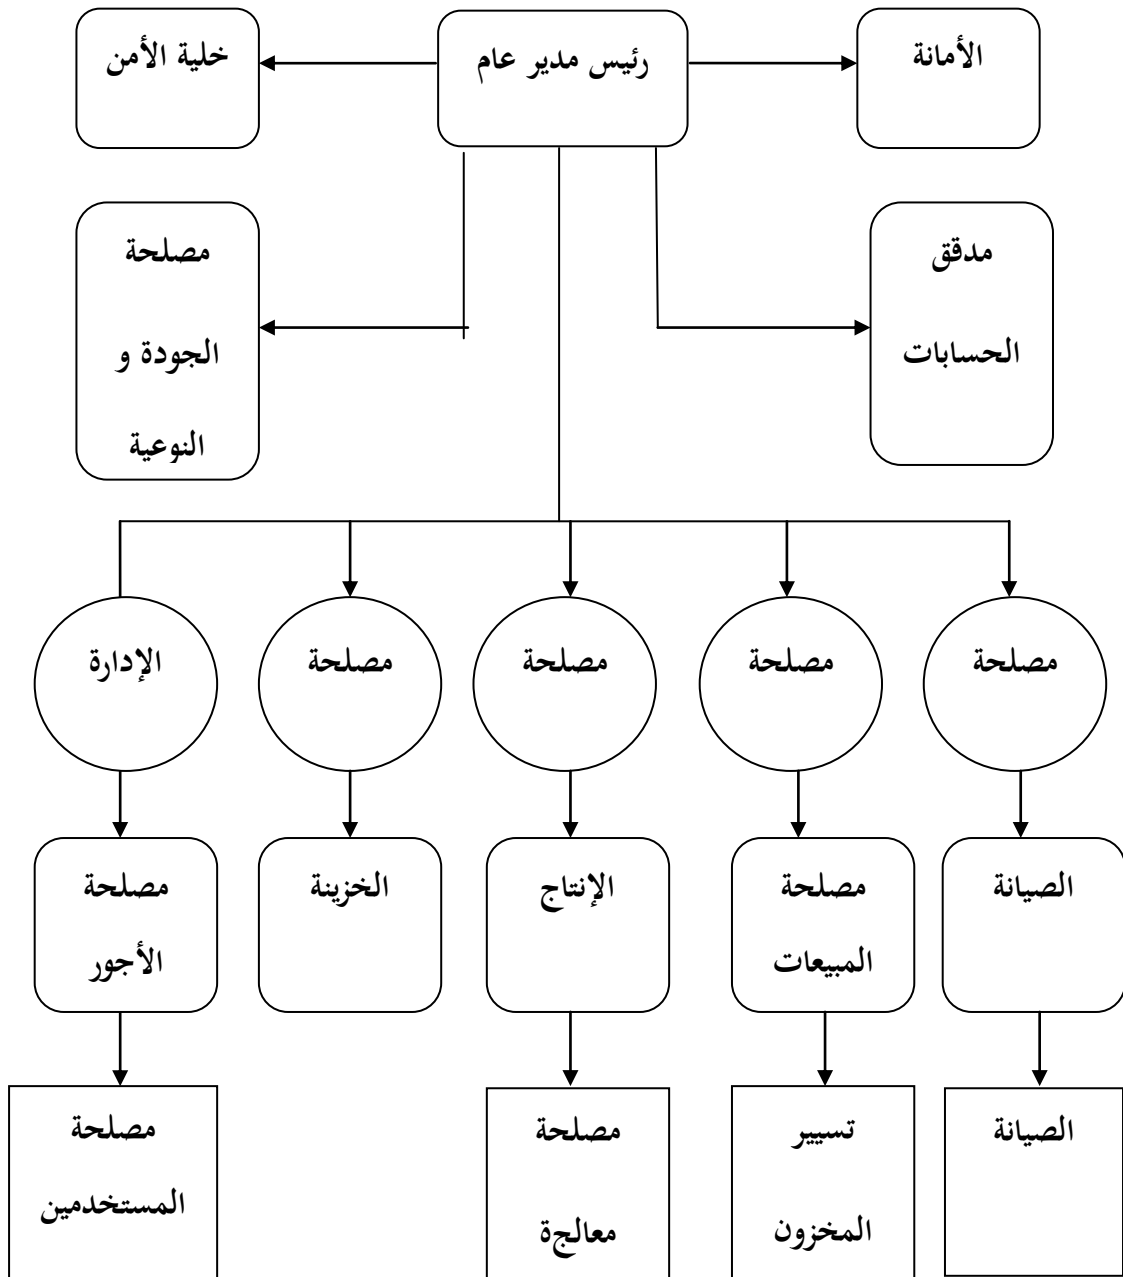 الأمانة
رئيس مدير عام
خلية الأمن
مدقق
الحسابات
مصلحة
الجودة و
النوعية
مصلحة
مصلحة
مصلحة
مصلحة
الإدارة
الصيانة
مصلحة
المبيعات
الإنتاج
الخزينة
مصلحة
الأجور
الصيانة
تسيير
المخزون
مصلحة
معالجة
مصلحة
المستخدمين